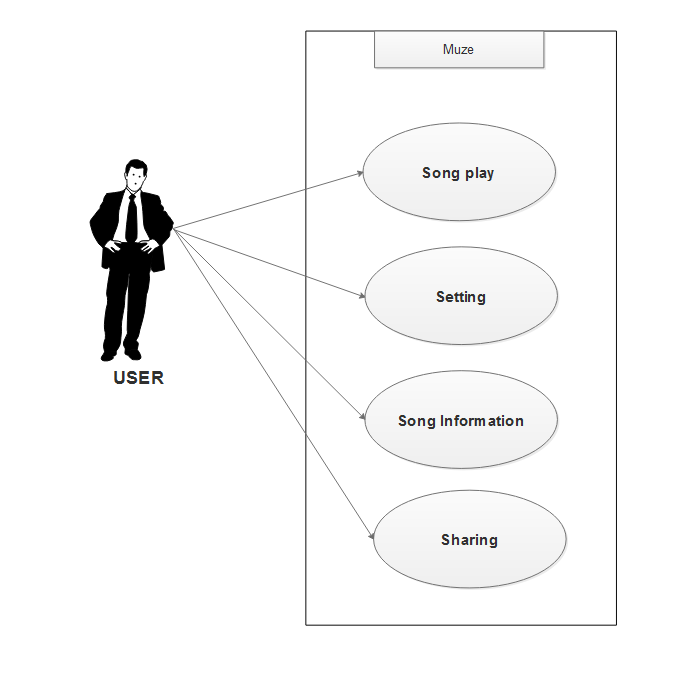 Muze
Song play
Setting
Song Information
Sharing
USER